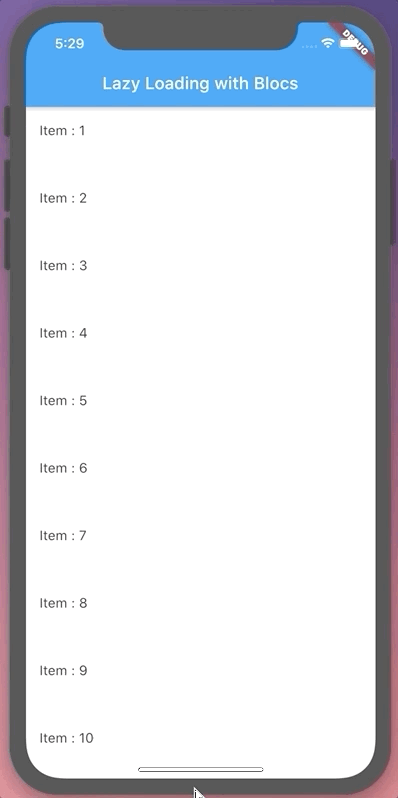 5:29
DEBUG
Lazy Loading with Blocs
Item : 1
Item : 2
Item : 3
Item : 4
Item : 5
Item : 6
Item : 7
Item : 8
Item : 9
Item : 10